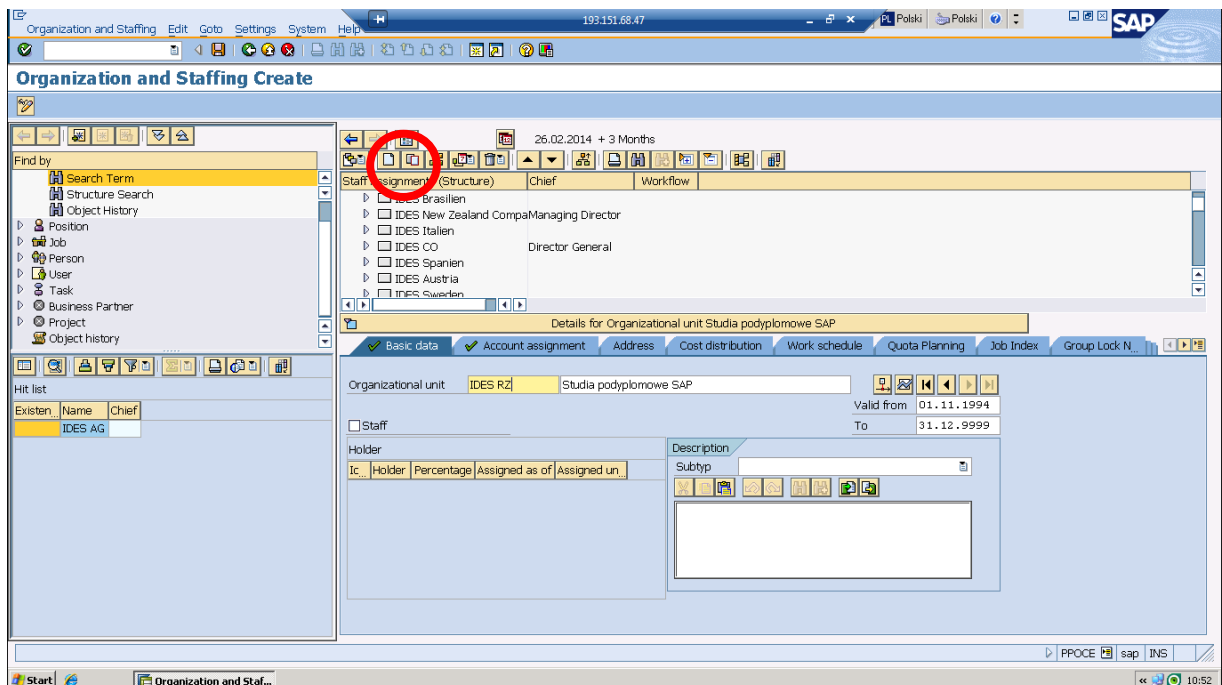 193.151.68.47
PL Polski Polski
Organization and Staffing Edit Goto Settings System Help
SAP
Organization and Staffing Create
26.02.2014 + 3 Months
Find by
Search Term
Structure Search
Object History
Position
Job
Person
User
Task
Business Partner
Project
Object history
Hit list
Existen... Name Chief
IDES AG
Staff Assignments (Structure) Chief Workflow
IDES Brasilien
IDES New Zealand Compa Managing Director
IDES Italien
IDES CO Director General
IDES Spanien
IDES Austria
IDES Sweden
Details for Organizational unit Studia podyplomowe SAP
Basic data Account assignment Address Cost distribution Work schedule Quota Planning Job Index Group Lock N...
Organizational unit IDES RZ Studia podyplomowe SAP
Valid from 01.11.1994
Staff To 31.12.9999
Holder Description
Ic... Holder Percentage Assigned as of Assigned un... Subtyp
PPOCE sap INS
Start Organization and Staf... 10:52